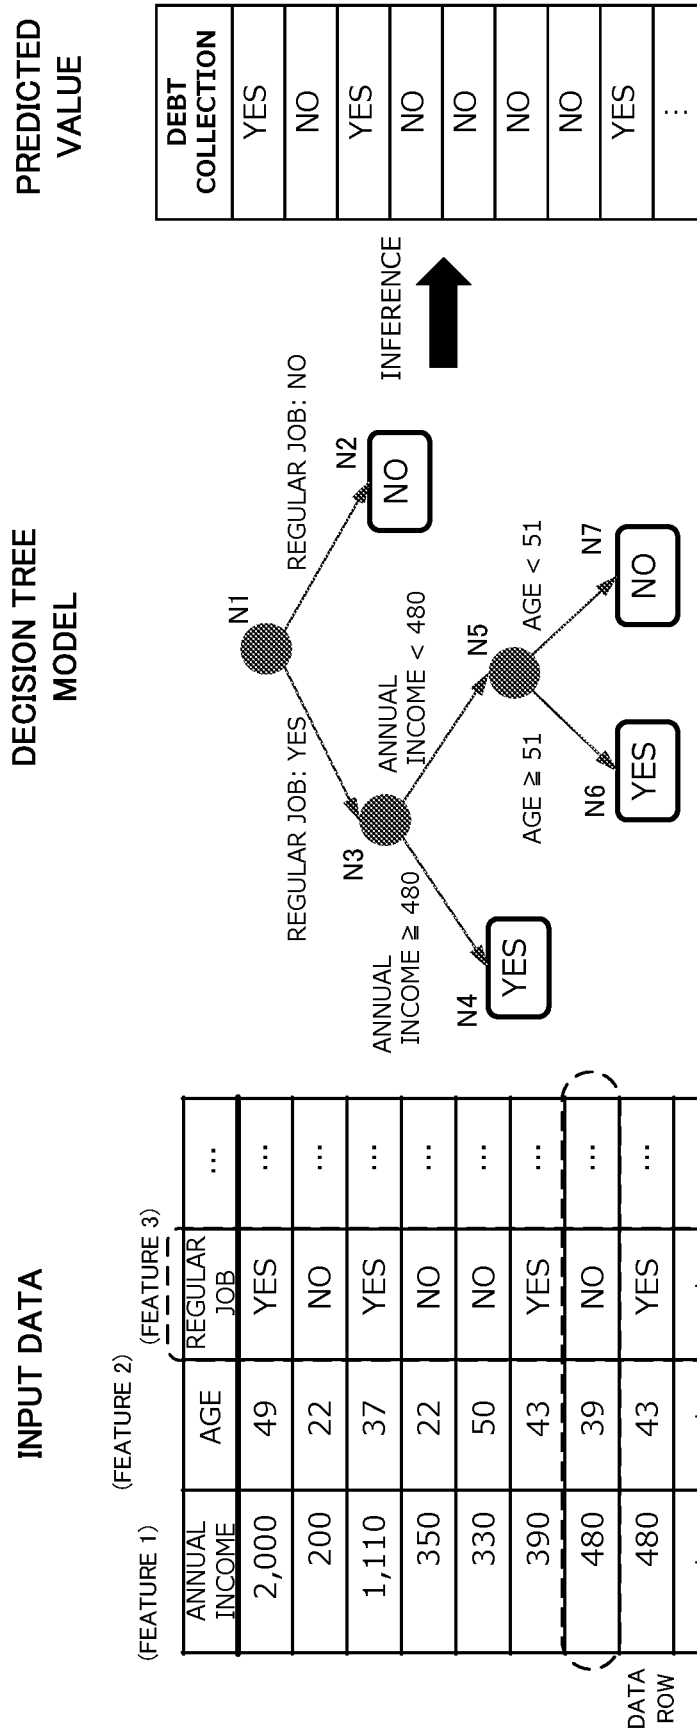 INPUT DATA
(FEATURE 1)
(FEATURE 2)
(FEATURE 3)
ANNUAL INCOME AGE REGULAR JOB ...
2,000 49 YES ...
200 22 NO ...
1,110 37 YES ...
350 22 NO ...
330 50 NO ...
390 43 YES ...
480 39 NO ...
480 43 YES ...
DATA
ROW
DECISION TREE
MODEL
N1
REGULAR JOB: YES
REGULAR JOB: NO
N2
NO
N3
ANNUAL
INCOME ≧ 480
ANNUAL
INCOME < 480
N4
YES
N5
AGE ≧ 51
AGE < 51
N6
YES
N7
NO
INFERENCE
PREDICTED
VALUE
DEBT
COLLECTION
YES
NO
YES
NO
NO
NO
NO
YES
...